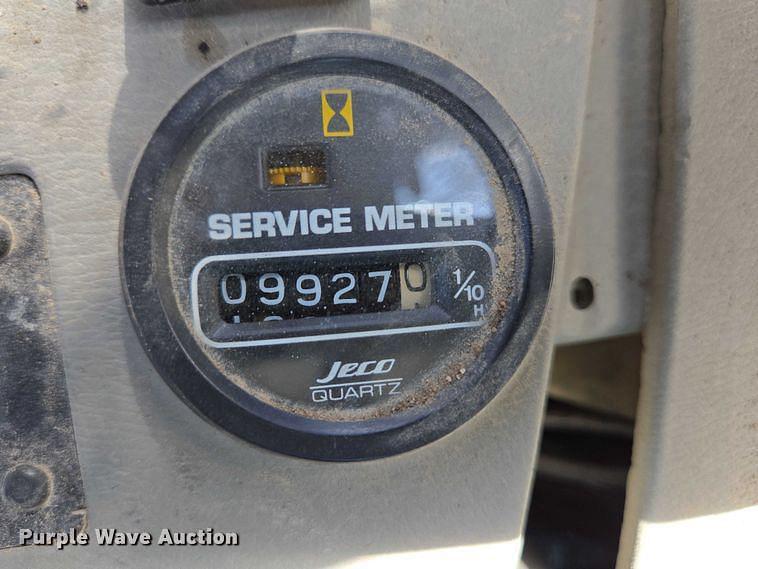 SERVICE METER
099270 1/10 H
Jeco
QUARTZ
Purple Wave Auction